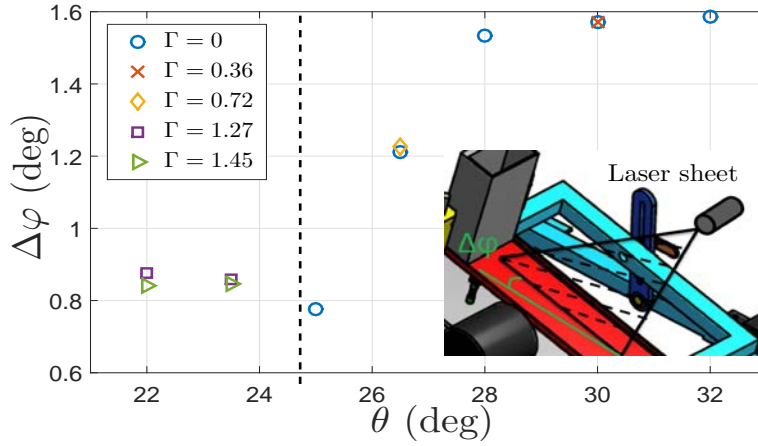 1.6
1.4
1.2
1
0.8
0.6
Δφ (deg)
Γ = 0
Γ = 0.36
Γ = 0.72
Γ = 1.27
Γ = 1.45
Laser sheet
Δφ
22
24
26
28
30
32
θ (deg)